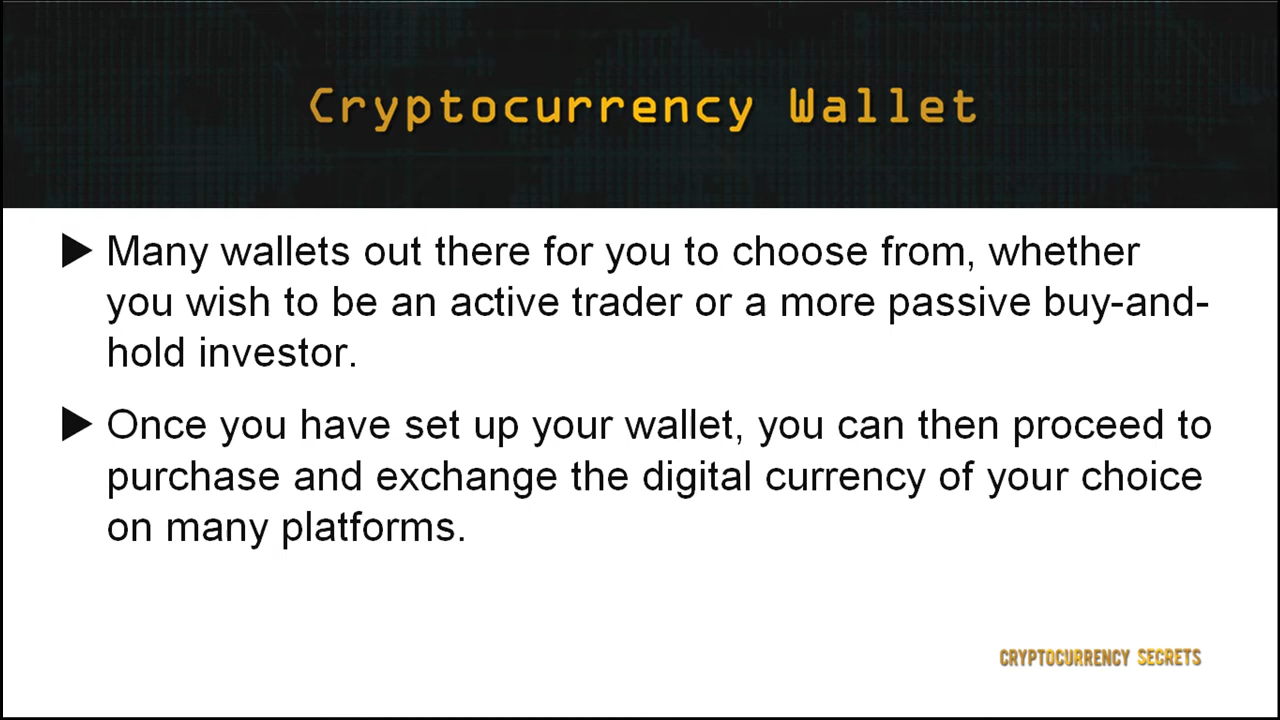 Cryptocurrency Wallet
Many wallets out there for you to choose from, whether
you wish to be an active trader or a more passive buy-and-
hold investor.
Once you have set up your wallet, you can then proceed to
purchase and exchange the digital currency of your choice
on many platforms.
CRYPTOCURRENCY SECRETS